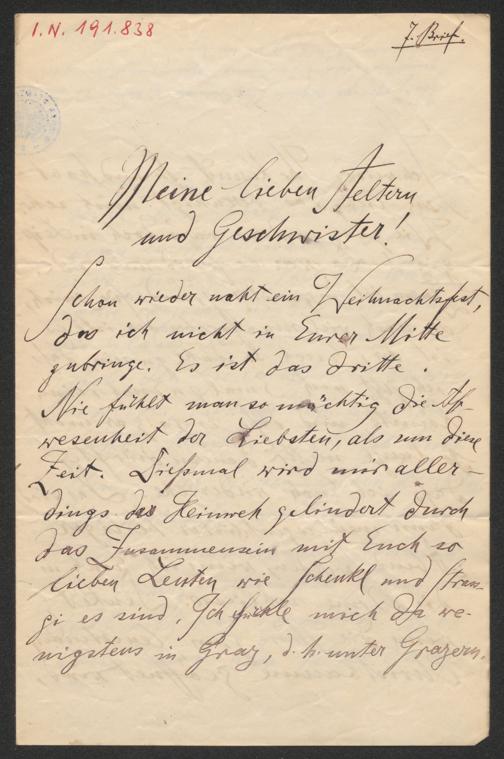 I.N. 191.838
7. Brief.
Meine lieben Aeltern
und Geschwister!
Schon wieder naht ein Weihnachtsfest,
das ich nicht in Eurer Mitte
zubringe. Es ist das dritte.
Nie fühlt man so mächtig die Ab-
wesenheit der Liebsten, als um diese
Zeit. Dießmal wird mir aller-
dings das Heimweh gelindert durch
das Zusammensein mit Euch so
lieben Leuten wie Schenkl und Stran-
gi es sind. Ich fühle mich da we-
nigstens in Graz, d.h. unter Grazern.